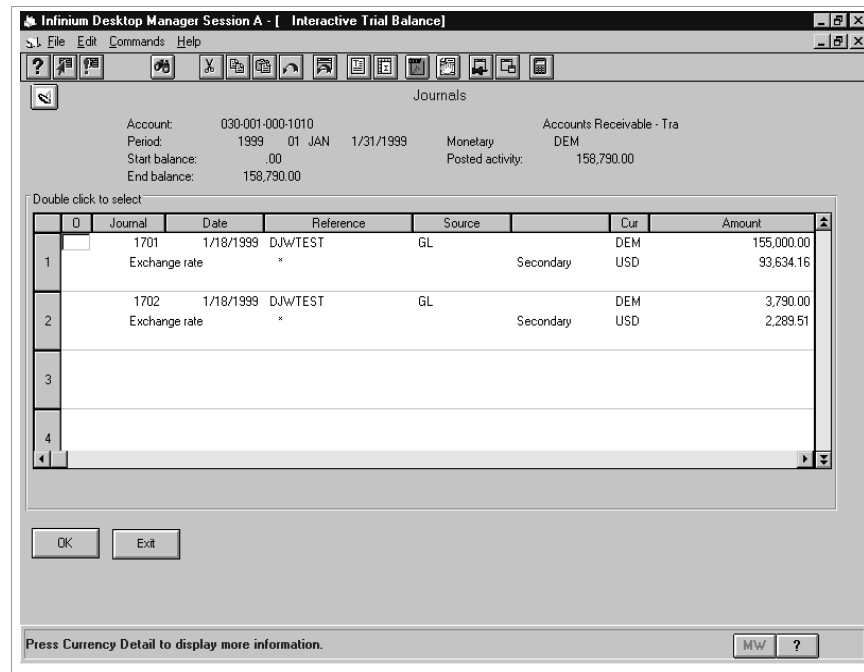 Infinium Desktop Manager Session A - [ Interactive Trial Balance]
File Edit Commands Help
Journals
Account: 030-001-000-1010 Accounts Receivable - Tra
Period: 1999 01 JAN 1/31/1999 Monetary DEM
Start balance: .00 Posted activity: 158,790.00
End balance: 158,790.00
Double click to select
O Journal Date Reference Source Cur Amount
1 1701 1/18/1999 DJWTEST GL DEM 155,000.00
Exchange rate * Secondary USD 93,634.16
2 1702 1/18/1999 DJWTEST GL DEM 3,790.00
Exchange rate * Secondary USD 2,289.51
3
4
OK Exit
Press Currency Detail to display more information. MW ?